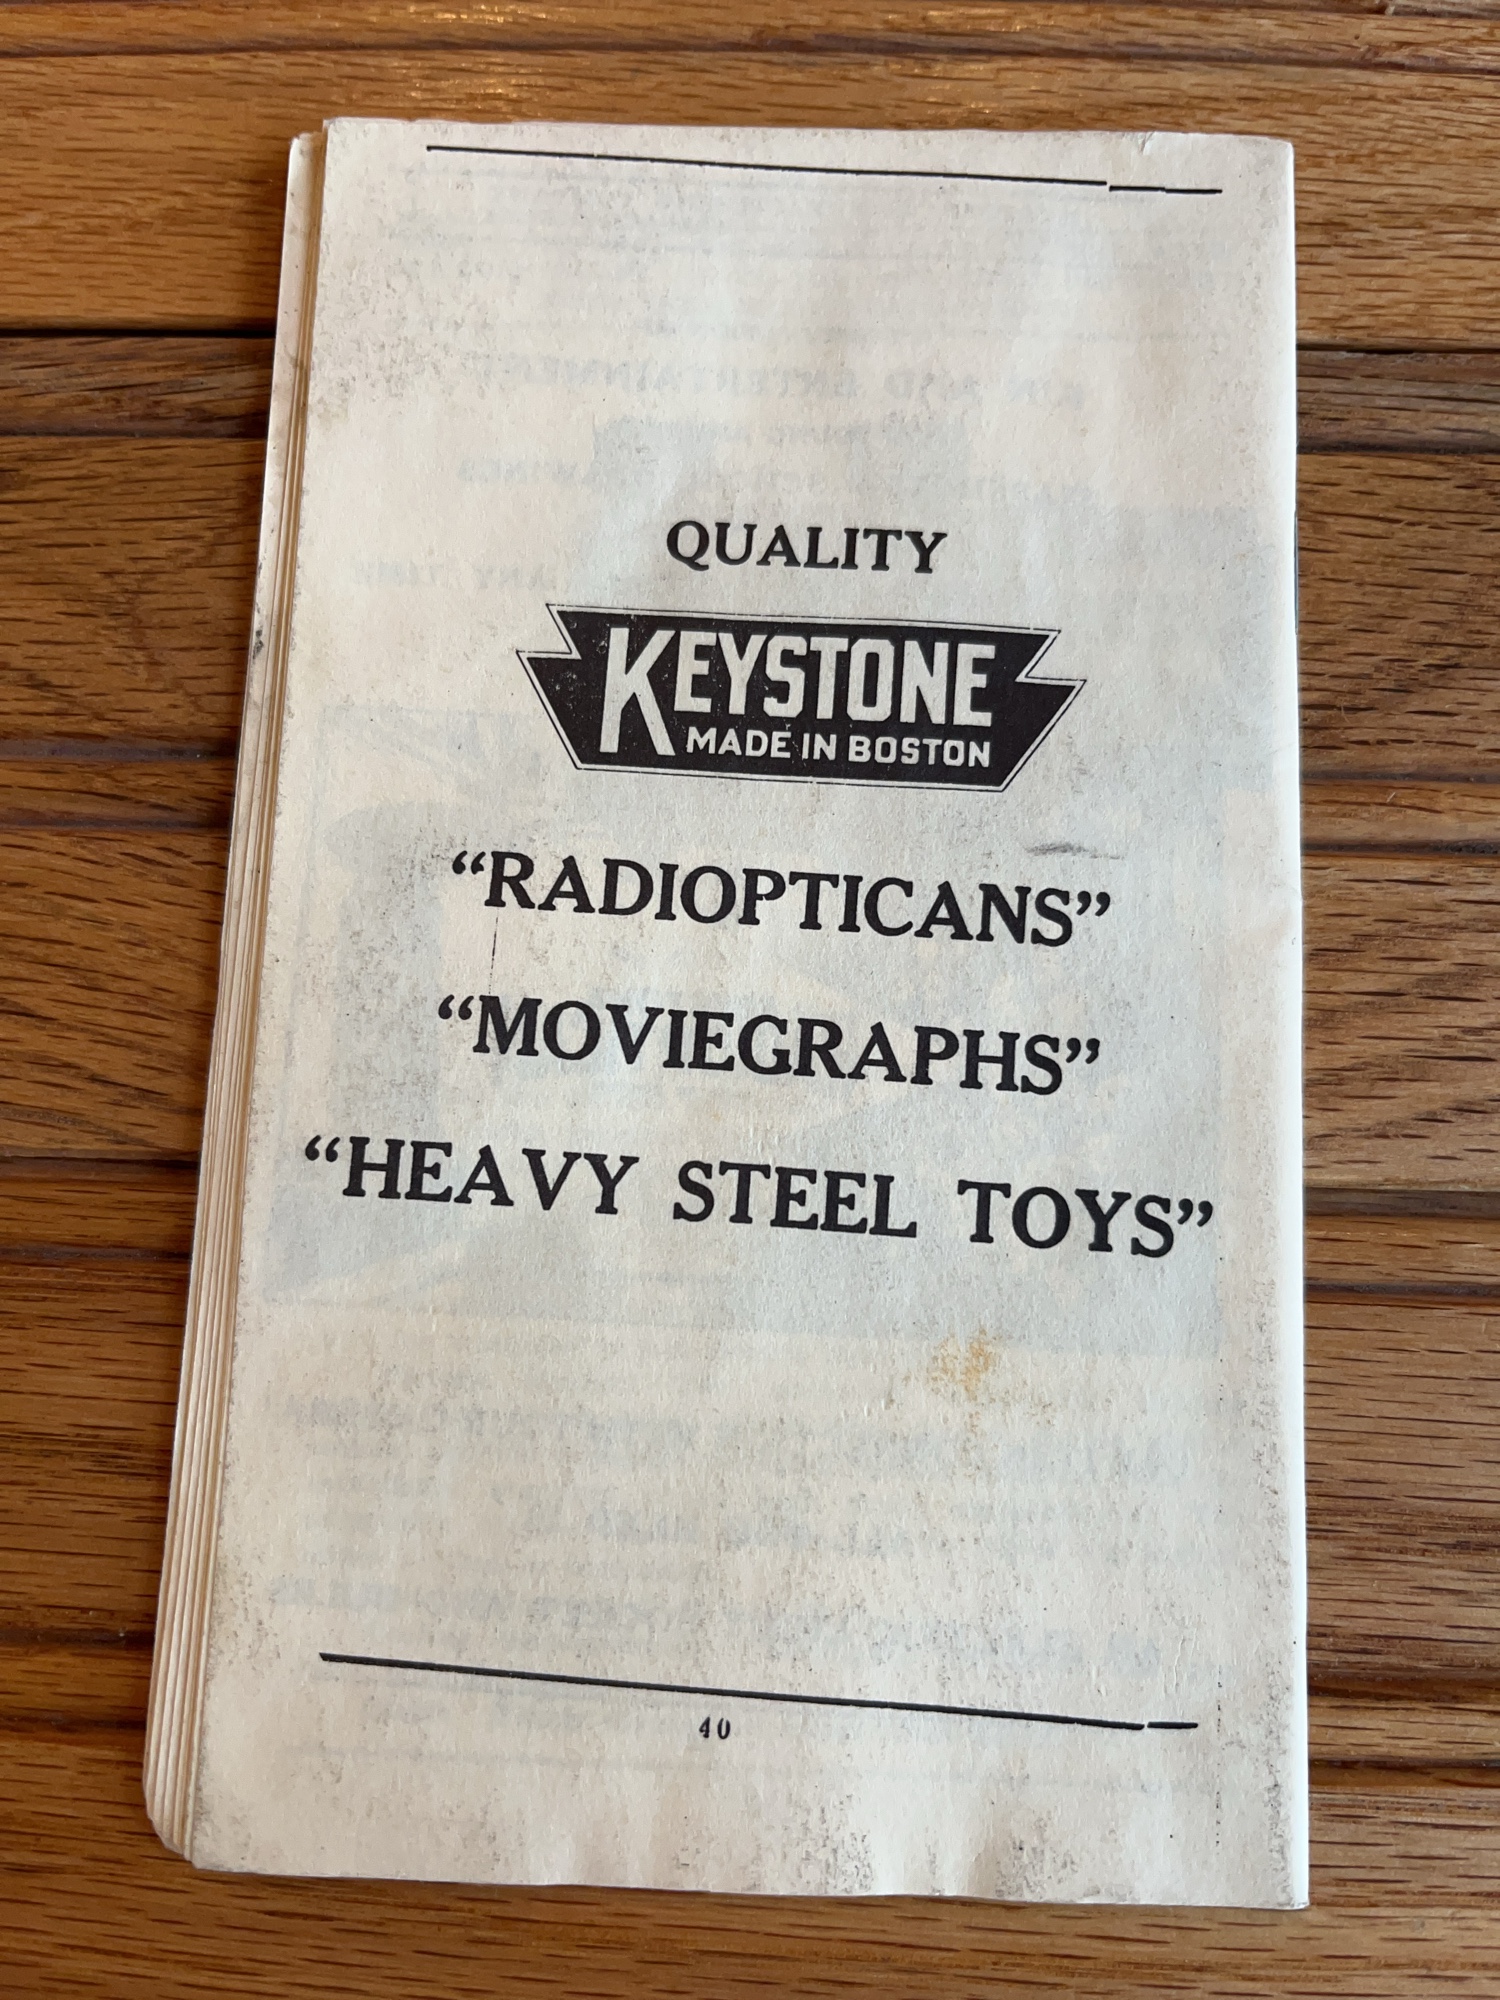 QUALITY
KEYSTONE
MADE IN BOSTON
“RADIOPTICANS”
“MOVIEGRAPHS”
“HEAVY STEEL TOYS”
40